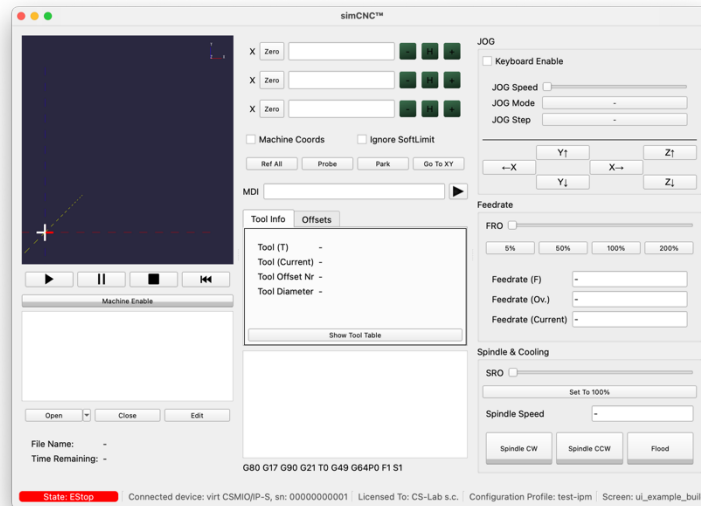 simCNC™
X Zero - H +
X Zero - H +
X Zero - H +
Machine Coords Ignore SoftLimit
Ref All Probe Park Go To XY
MDI
Tool Info Offsets
Tool (T) -
Tool (Current) -
Tool Offset Nr -
Tool Diameter -
Show Tool Table
G80 G17 G90 G21 T0 G49 G64P0 F1 S1
Machine Enable
Open Close Edit
File Name: -
Time Remaining: -
JOG
Keyboard Enable
JOG Speed
JOG Mode -
JOG Step -
Y↑ Z↑
←X X→
Y↓ Z↓
Feedrate
FRO
5% 50% 100% 200%
Feedrate (F) -
Feedrate (Ov.) -
Feedrate (Current) -
Spindle & Cooling
SRO
Set To 100%
Spindle Speed -
Spindle CW Spindle CCW Flood
State: EStop Connected device: virt CSMIO/IP-S, sn: 00000000001 Licensed To: CS-Lab s.c. Configuration Profile: test-ipm Screen: ui_example_buil